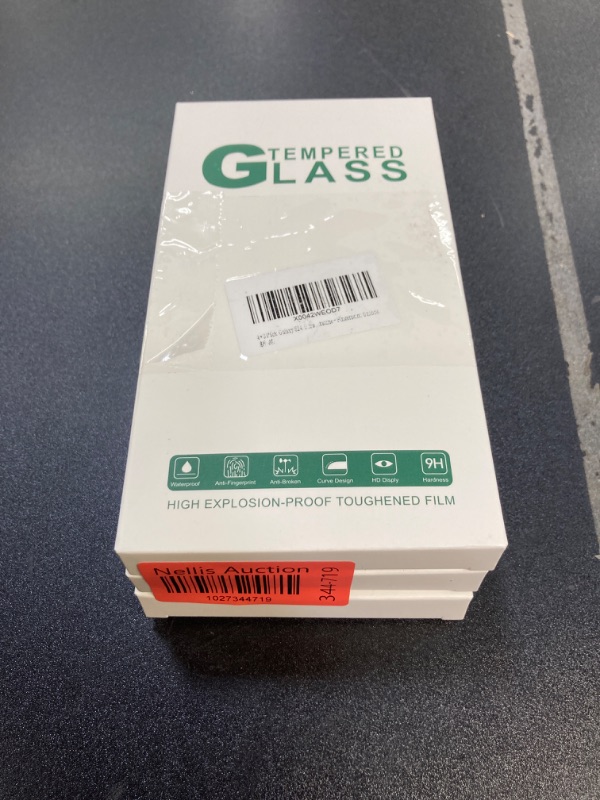 TEMPERED
GLASS
X0042WEOD7
Waterproof Anti-Fingerprint Anti-Broken Curve Design HD Disply 9H Hardness
HIGH EXPLOSION-PROOF TOUGHENED FILM
Nellis Auction
1027344719
344719